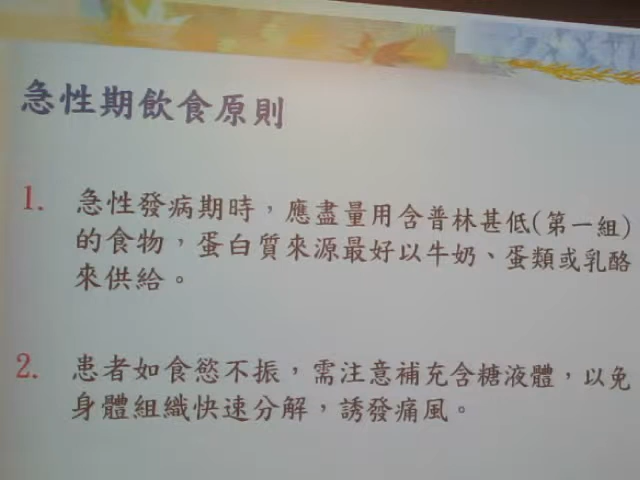 急性期飲食原則
1. 急性發病期時，應盡量用含普林甚低(第一組)
的食物，蛋白質來源最好以牛奶、蛋類或乳酪
來供給。
2. 患者如食慾不振，需注意補充含糖液體，以免
身體組織快速分解，誘發痛風。